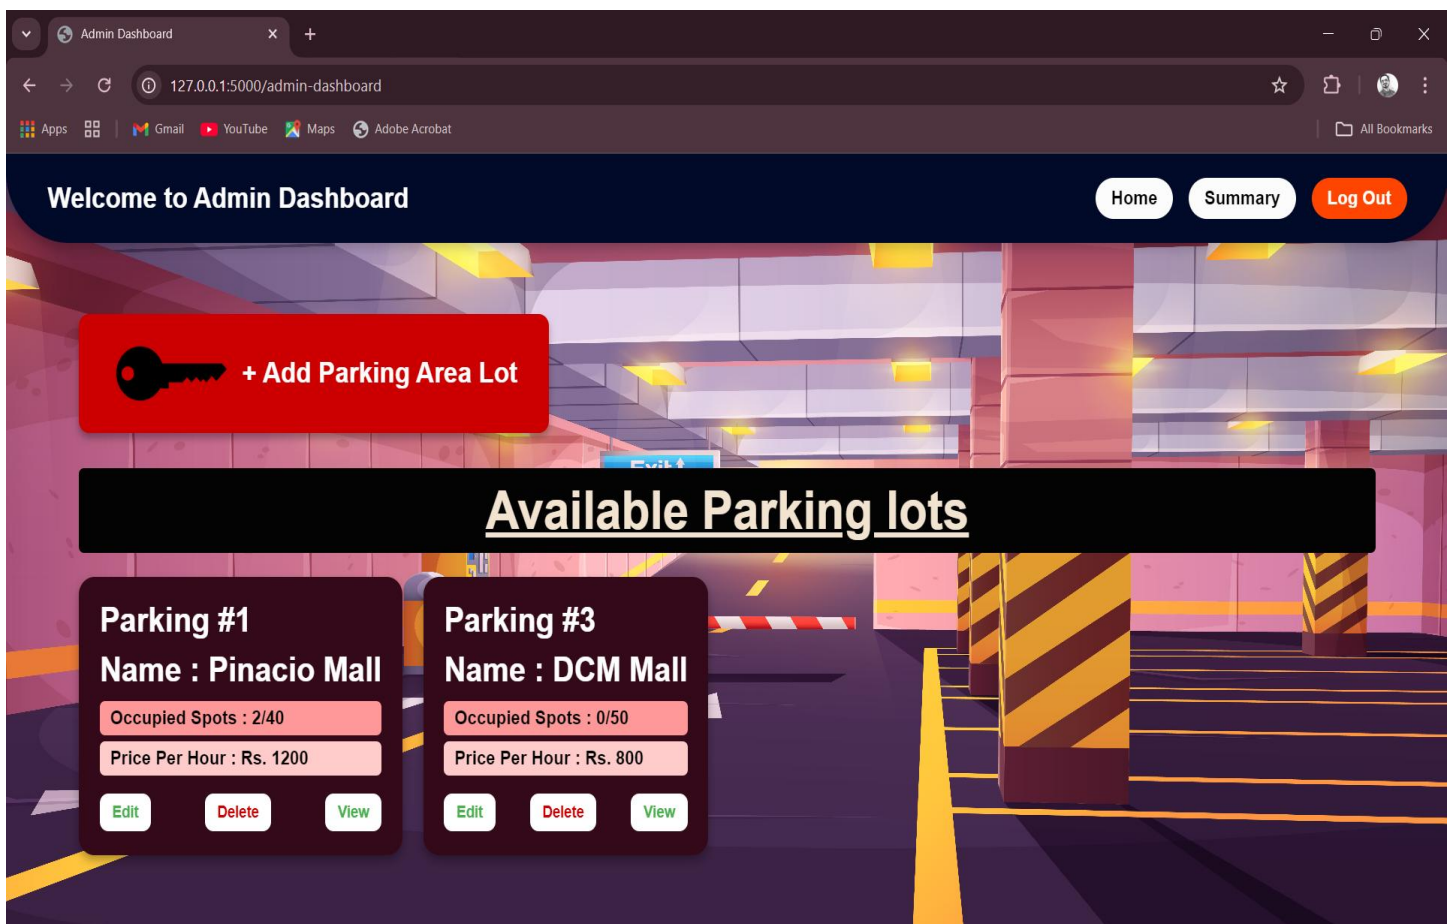 Admin Dashboard
127.0.0.1:5000/admin-dashboard
Apps Gmail YouTube Maps Adobe Acrobat All Bookmarks
Welcome to Admin Dashboard Home Summary Log Out
+ Add Parking Area Lot
Exit
Available Parking lots
Parking #1
Name : Pinacio Mall
Occupied Spots : 2/40
Price Per Hour : Rs. 1200
Edit Delete View
Parking #3
Name : DCM Mall
Occupied Spots : 0/50
Price Per Hour : Rs. 800
Edit Delete View